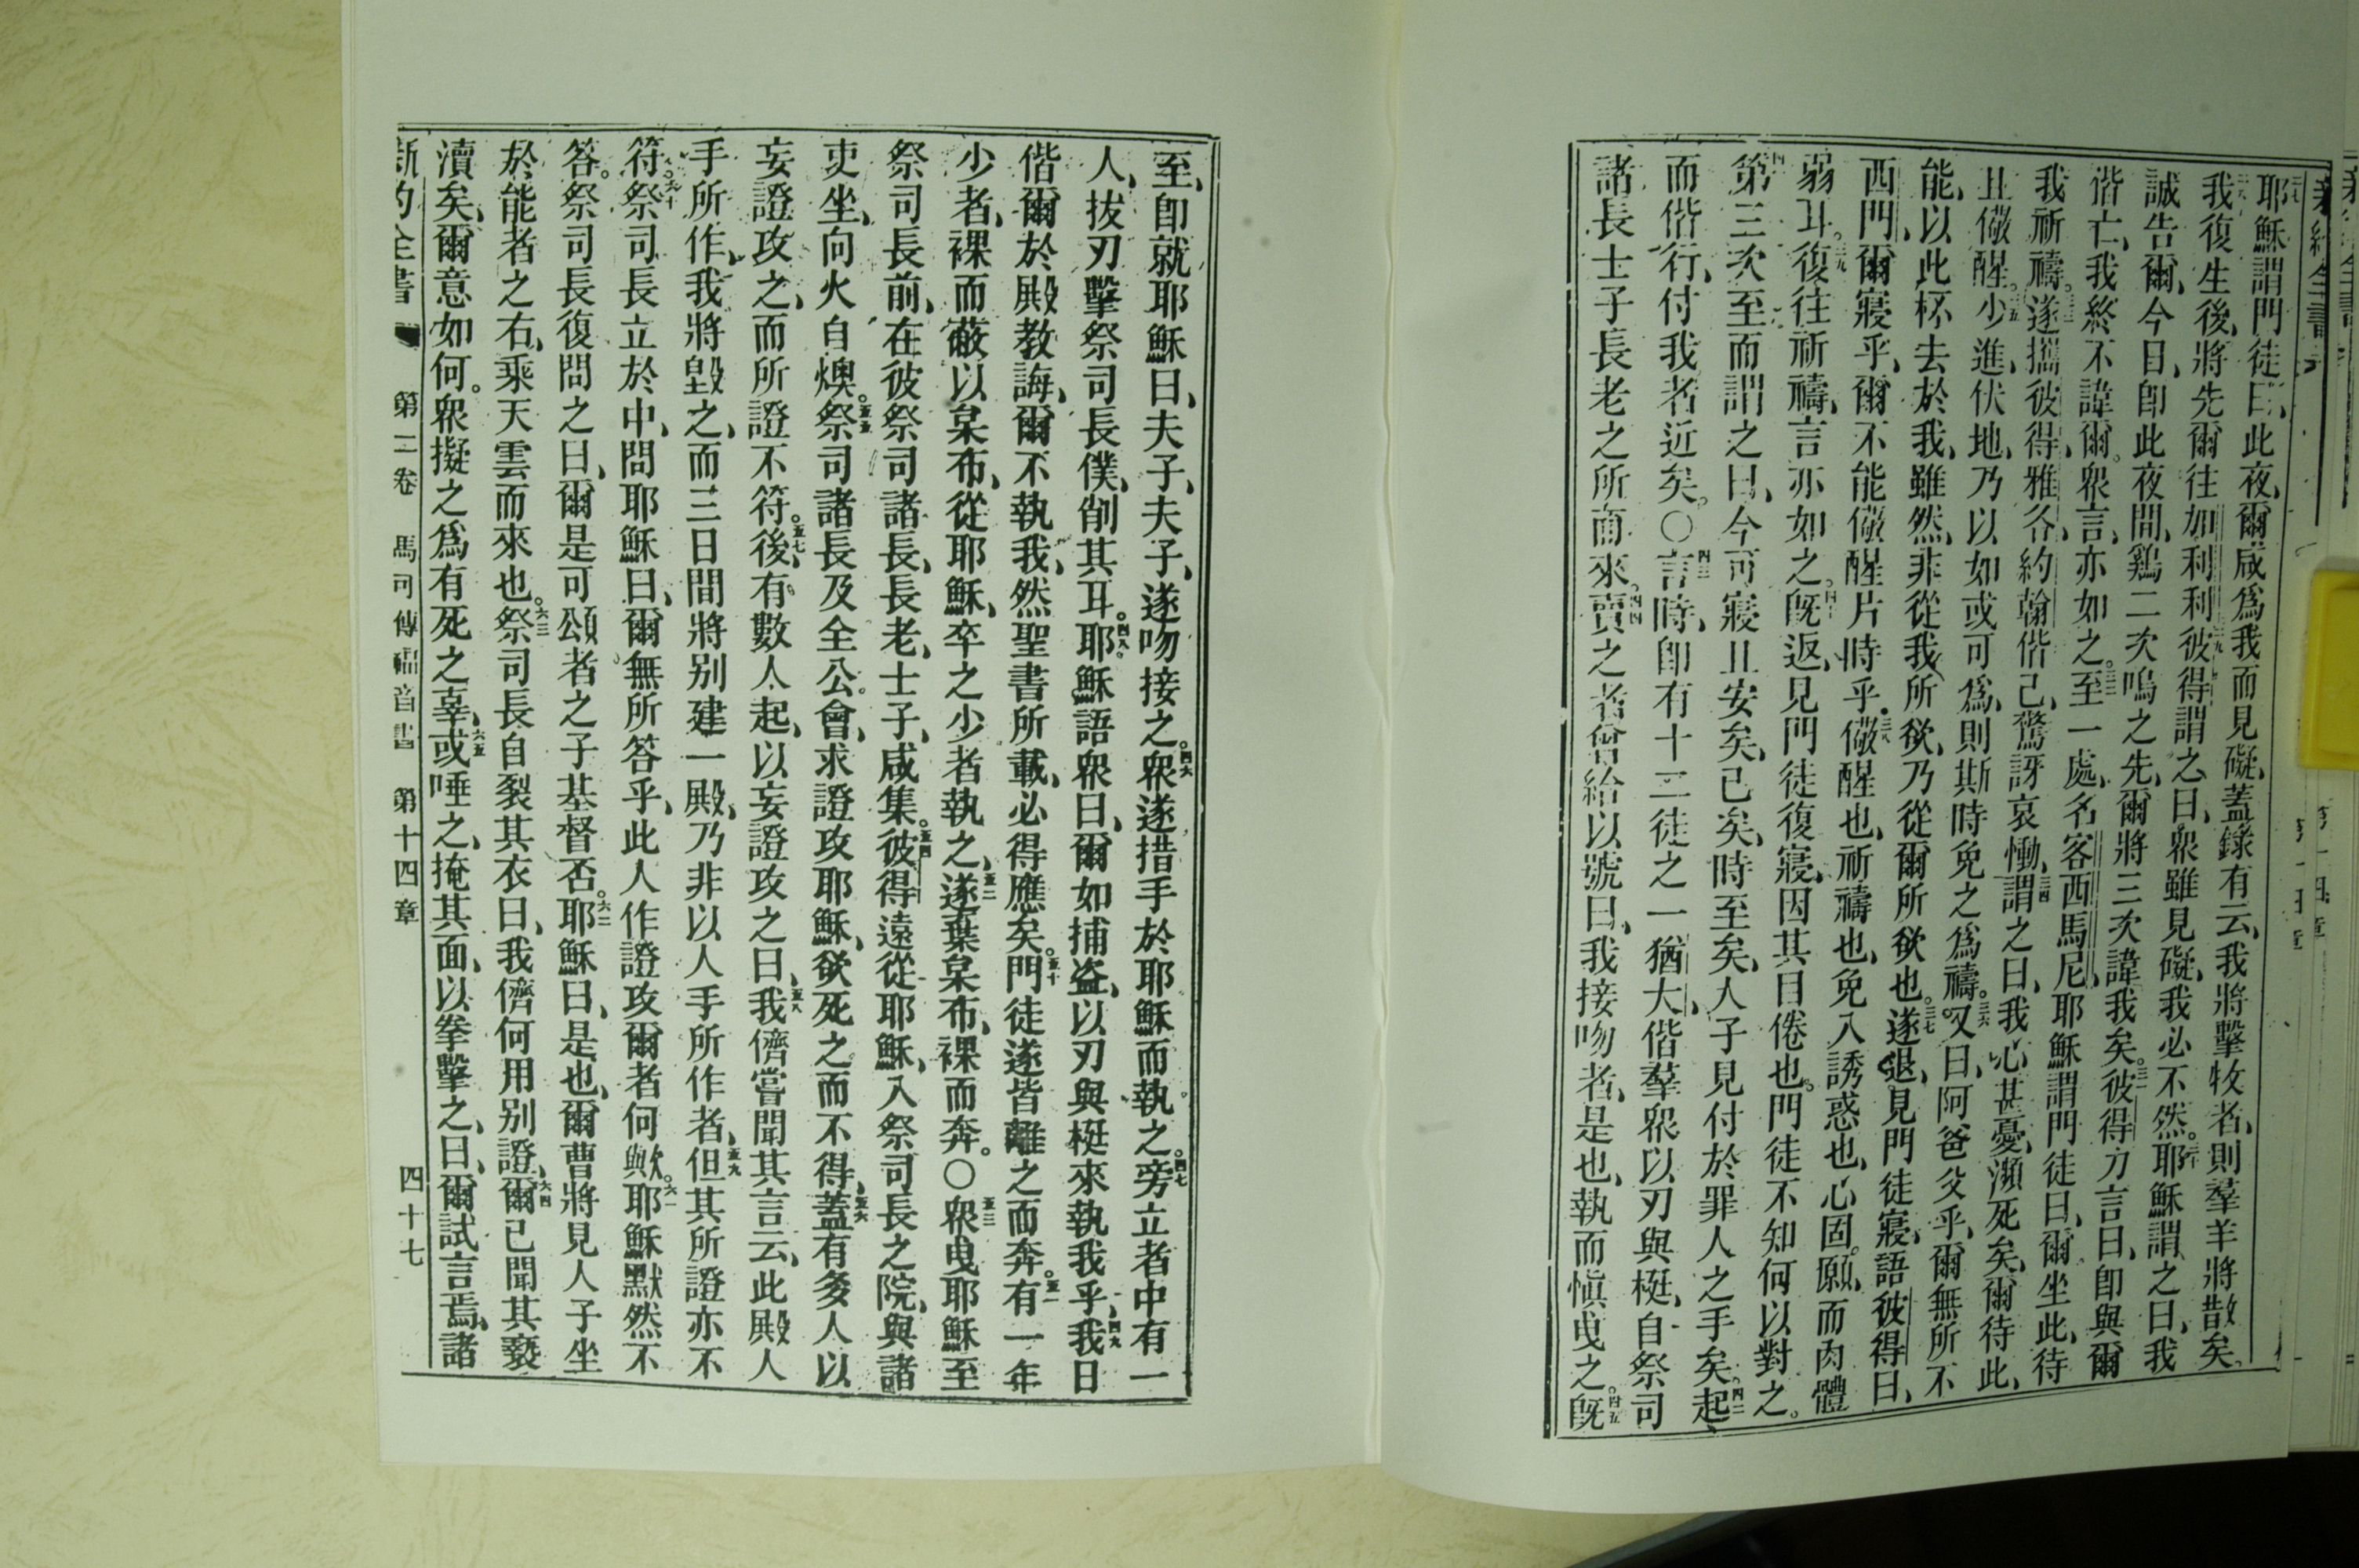 耶穌謂門徒曰、此夜、爾咸爲我而見礙、蓋錄有云、我將擊牧者、則羣羊將散矣。
我復生後、將先爾往加利利彼得謂之曰、衆雖見礙、我必不然。耶穌謂之曰、我
誠告爾、今日卽此夜間、鷄二次鳴之先、爾將三次諱我矣。彼得力言曰、卽與爾
偕亡、我終不諱爾。衆言、亦如之。至一處、名客西馬尼、耶穌謂門徒曰、爾坐此、待
我祈禱。遂攜彼得、雅各、約翰偕己、驚訝哀慟、謂之曰、我心甚憂、瀕死矣、爾待此、
且儆醒。少進、伏地、乃以如或可爲、則斯時免之爲禱。又曰、阿爸父乎、爾無所不
能、以此杯去於我、雖然、非從我所欲、乃從爾所欲也。遂退、見門徒寢、語彼得曰、
西門、爾寢乎、爾不能儆醒片時乎。儆醒也、祈禱也、免入誘惑也、心固願、而肉體
弱耳。復往祈禱、言亦如之。旣返、見門徒復寢、因其目倦也。門徒不知何以對之。
第三次至而謂之曰、今可寢且安矣、已矣、時至矣、人子見付於罪人之手矣。起、
而偕行、付我者近矣。〇言時、卽有十二徒之一猶大、偕羣衆以刃與梃、自祭司
諸長士子長老之所而來。賣之者曾給以號曰、我接吻者、是也、執而愼曳之。旣
至、卽就耶穌曰、夫子、夫子、遂吻接之。衆遂措手於耶穌而執之。旁立者中有一
人、拔刃擊祭司長僕、削其耳。耶穌語衆曰、爾如捕盜、以刃與梃來執我乎、我日
偕爾於殿教誨、爾不執我、然聖書所載、必得應矣。門徒遂皆離之而奔。有一年
少者、裸而蔽以枲布、從耶穌、卒之少者執之、遂棄枲布、裸而奔。〇衆曳耶穌至
祭司長前、在彼祭司諸長、長老、士子、咸集。彼得遠從耶穌、入祭司長之院、與諸
吏坐、向火自燠。祭司諸長及全公會、求證攻耶穌、欲死之而不得、蓋有多人以
妄證攻之、而所證不符。後、有數人起、以妄證攻之曰、我儕嘗聞其言云、此殿人
手所作、我將毀之、而三日間將别建一殿、乃非以人手所作者、但其所證亦不
符。祭司長立於中、問耶穌曰、爾無所答乎、此人作證攻爾者何歟。耶穌默然不
答。祭司長復問之曰、爾是可頌者之子基督否。耶穌曰、是也、爾曹將見人子坐
於能者之右、乘天雲而來也。祭司長自裂其衣曰、我儕何用别證、爾已聞其褻
瀆矣、爾意如何。衆擬之爲有死之辜、或唾之、掩其面、以拳擊之、曰、爾試言焉、諸
新約全書 第二卷 馬可傳福音書 第十四章 四十七